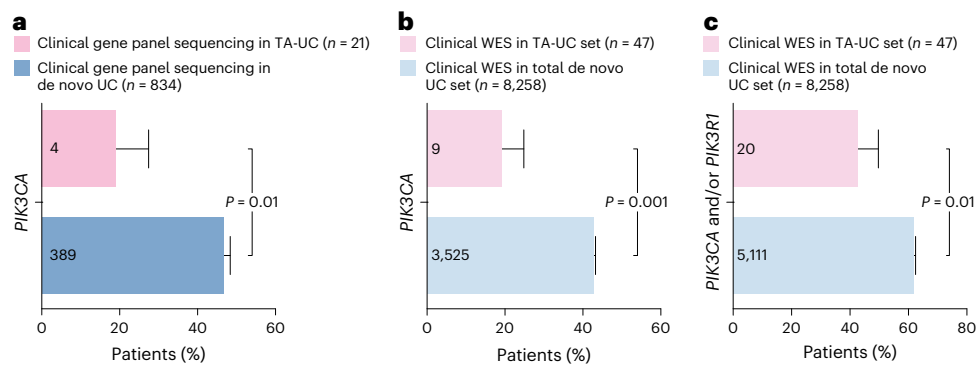 a
Clinical gene panel sequencing in TA-UC (n = 21)
Clinical gene panel sequencing in
de novo UC (n = 834)
PIK3CA
4
389
P = 0.01
0 20 40 60
Patients (%)
b
Clinical WES in TA-UC set (n = 47)
Clinical WES in total de novo
UC set (n = 8,258)
PIK3CA
9
3,525
P = 0.001
0 20 40 60
Patients (%)
c
Clinical WES in TA-UC set (n = 47)
Clinical WES in total de novo
UC set (n = 8,258)
PIK3CA and/or PIK3R1
20
5,111
P = 0.01
0 20 40 60 80
Patients (%)